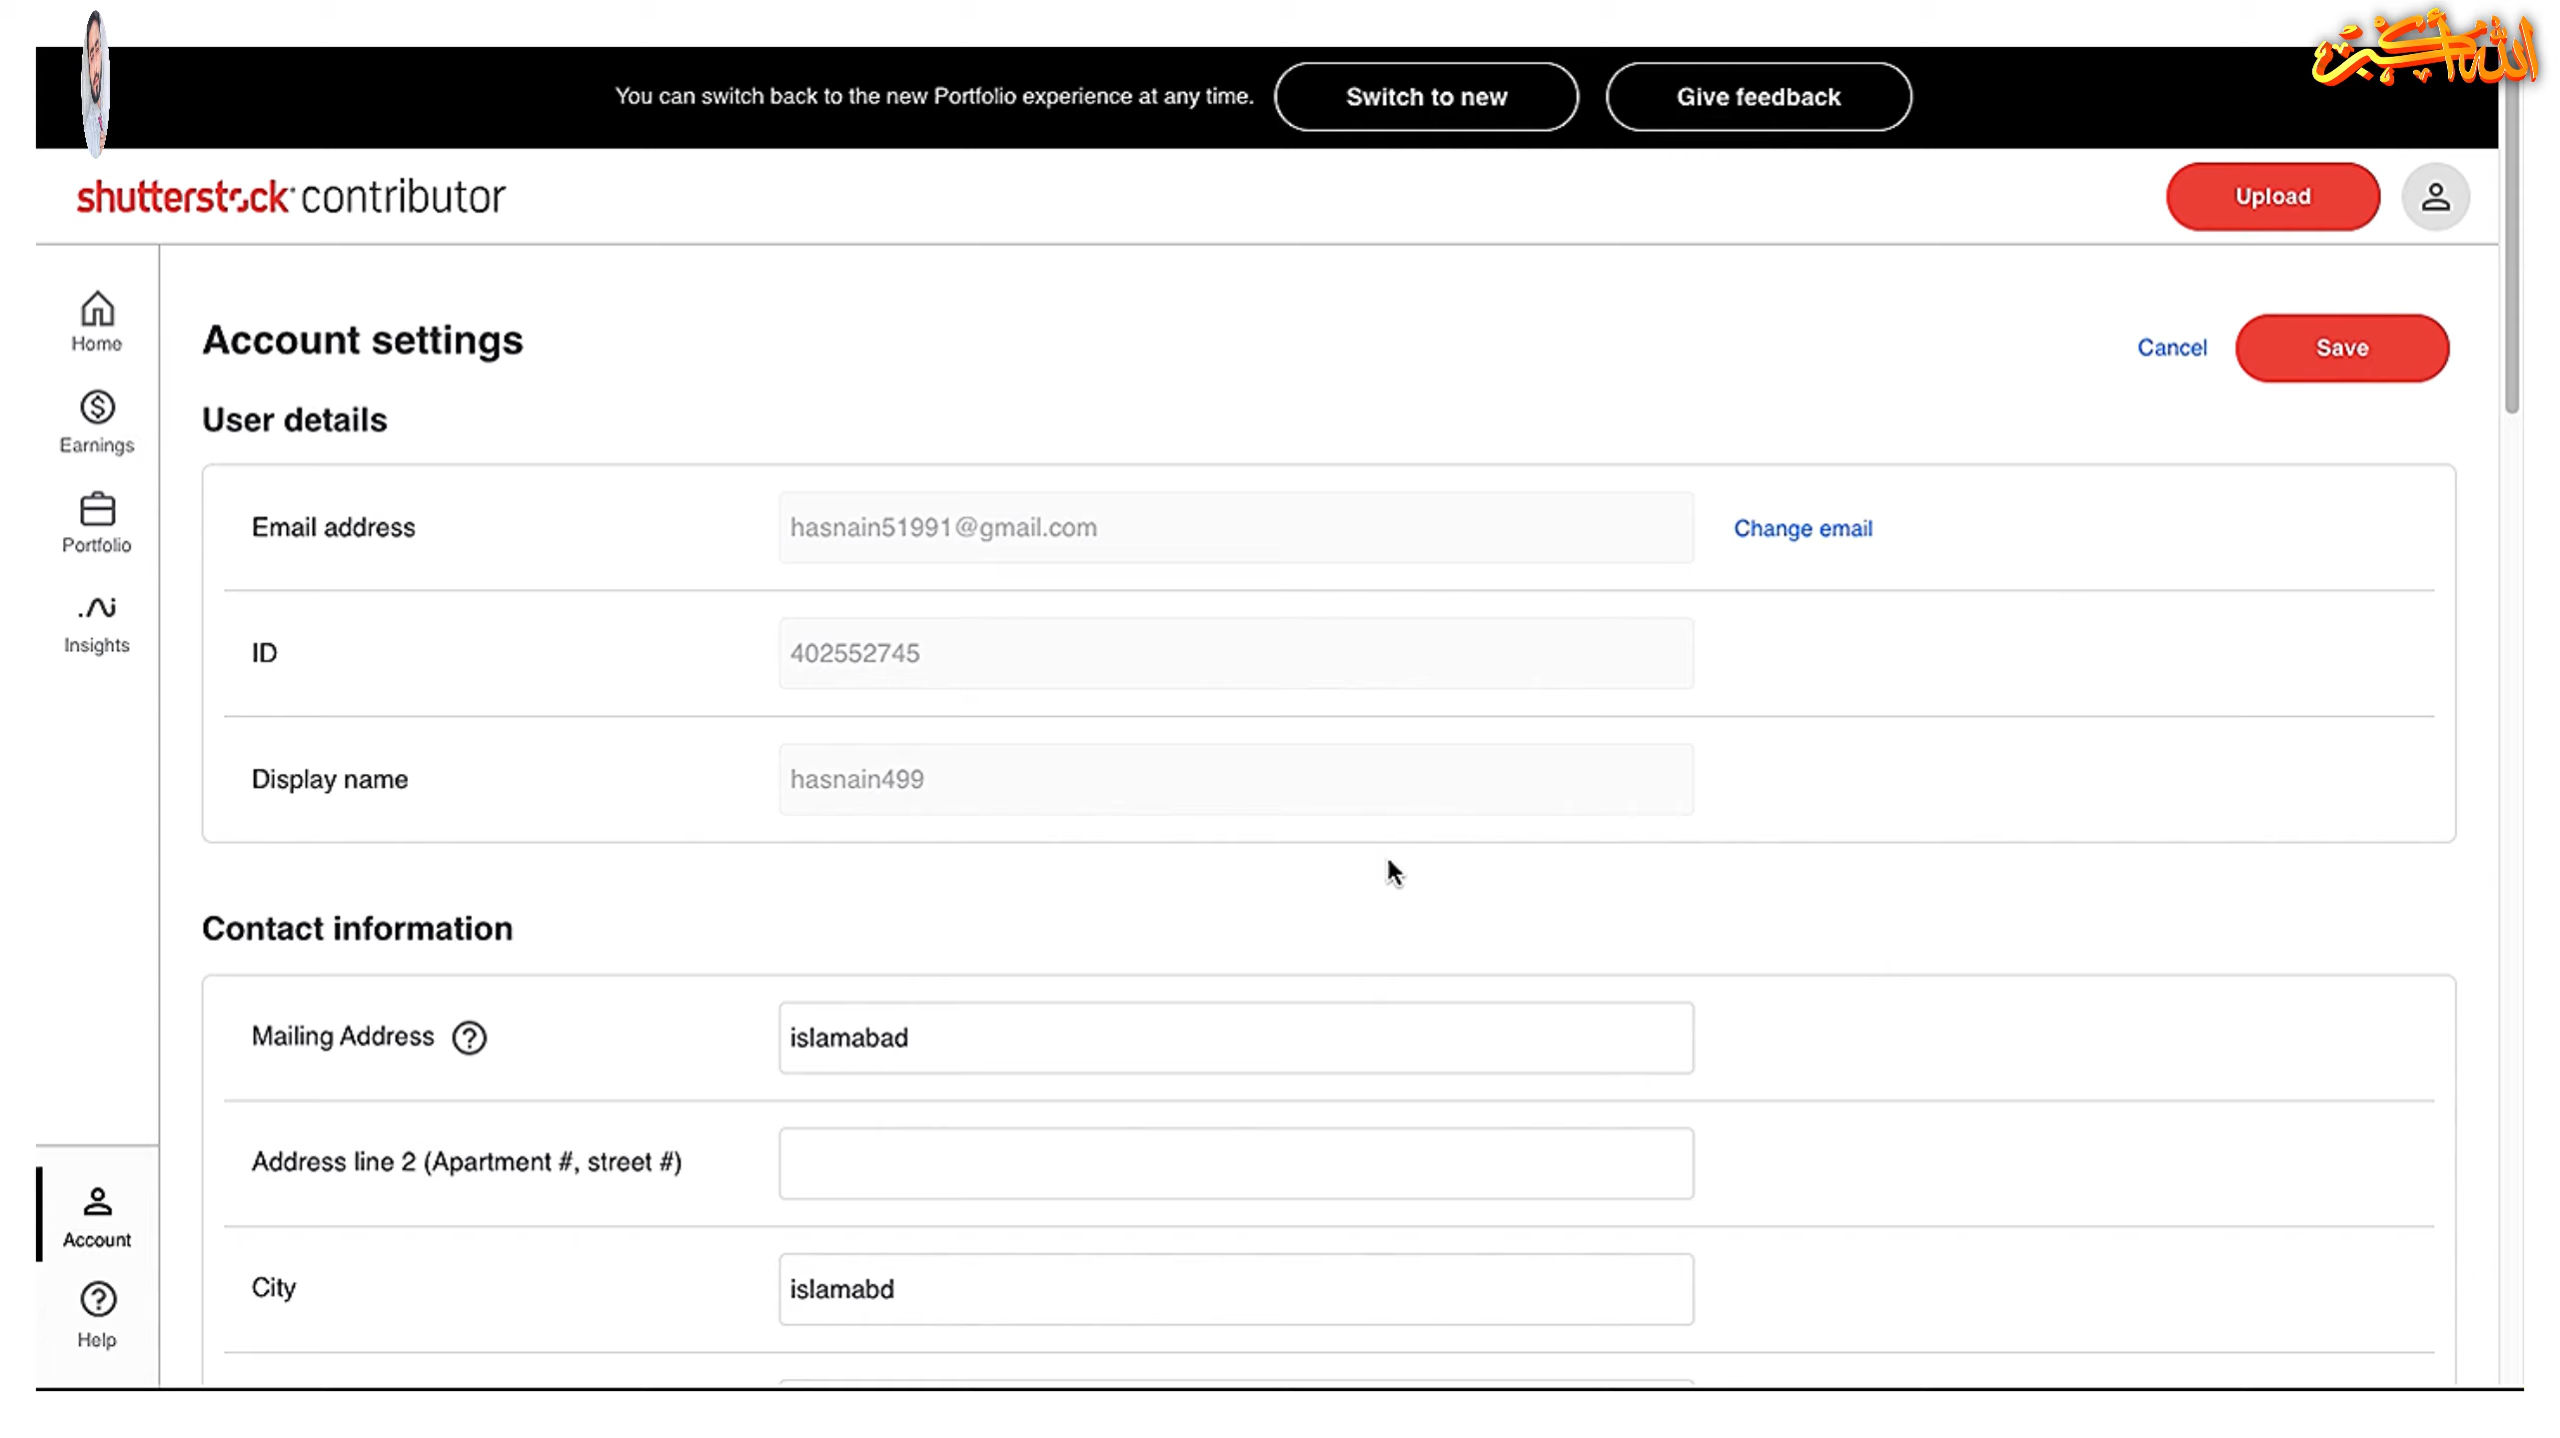 الله أكبر
You can switch back to the new Portfolio experience at any time. Switch to new Give feedback
shutterstock contributor Upload
Home
Earnings
Portfolio
Insights
Account settings Cancel Save
User details
Email address hasnain51991@gmail.com Change email
ID 402552745
Display name hasnain499
Contact information
Mailing Address ? islamabad
Address line 2 (Apartment #, street #)
City islamabd
Account
Help